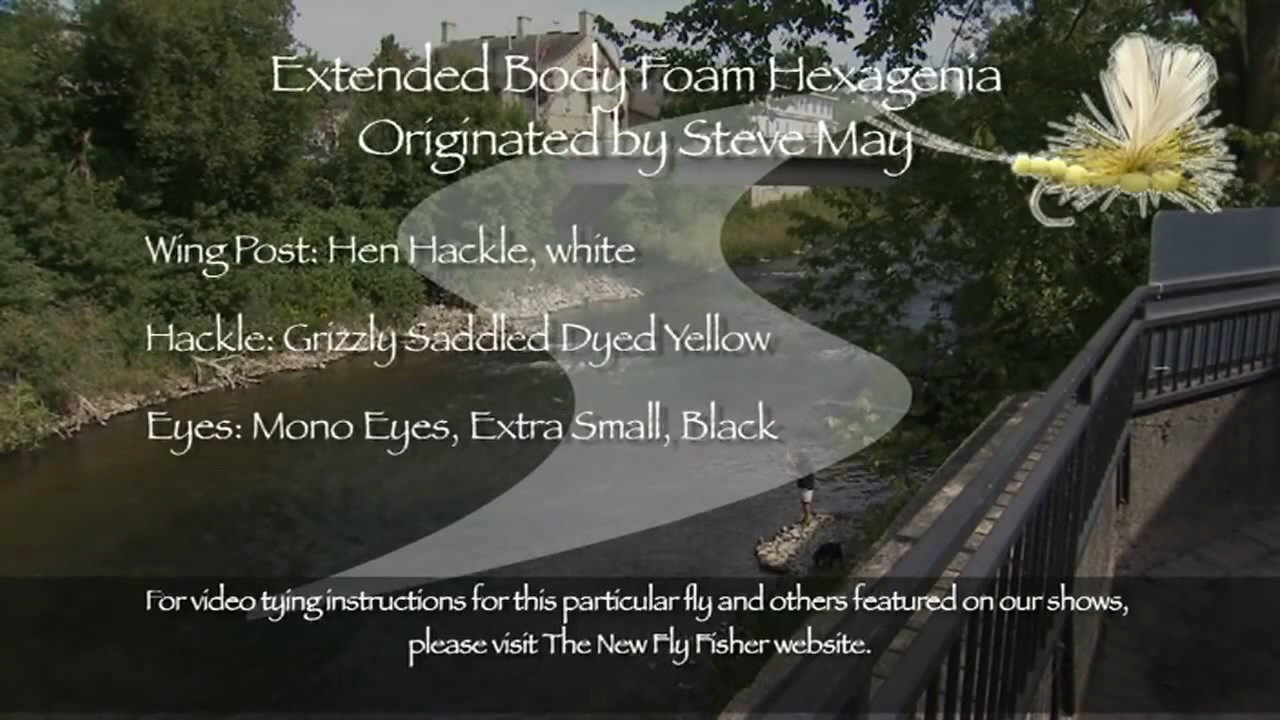 Extended Body Foam Hexagenia
Originated by Steve May
Wing Post: Hen Hackle, white
Hackle: Grizzly Saddled Dyed Yellow
Eyes: Mono Eyes, Extra Small, Black
For video tying instructions for this particular fly and others featured on our shows,
please visit The New Fly Fisher website.